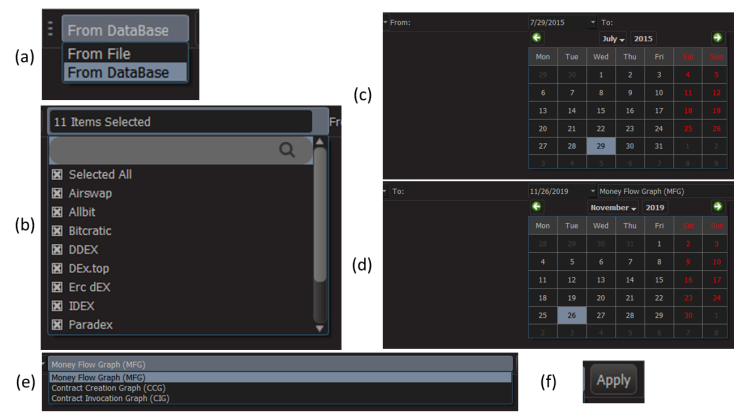 (a)
From DataBase
From File
From DataBase
(b)
11 Items Selected
Fr
Selected All
Airswap
Allbit
Bitcratic
DDEX
DEx.top
Erc dEX
IDEX
Paradex
(c)
From: 7/29/2015 To:
July 2015
Mon Tue Wed Thu Fri Sat Sun
29 30 1 2 3 4 5
6 7 8 9 10 11 12
13 14 15 16 17 18 19
20 21 22 23 24 25 26
27 28 29 30 31 1 2
3 4 5 6 7 8 9
(d)
To: 11/26/2019 Money Flow Graph (MFG)
November 2019
Mon Tue Wed Thu Fri Sat Sun
28 29 30 31 1 2 3
4 5 6 7 8 9 10
11 12 13 14 15 16 17
18 19 20 21 22 23 24
25 26 27 28 29 30 1
2 3 4 5 6 7 8
(e)
Money Flow Graph (MFG)
Money Flow Graph (MFG)
Contract Creation Graph (CCG)
Contract Invocation Graph (CIG)
(f)
Apply